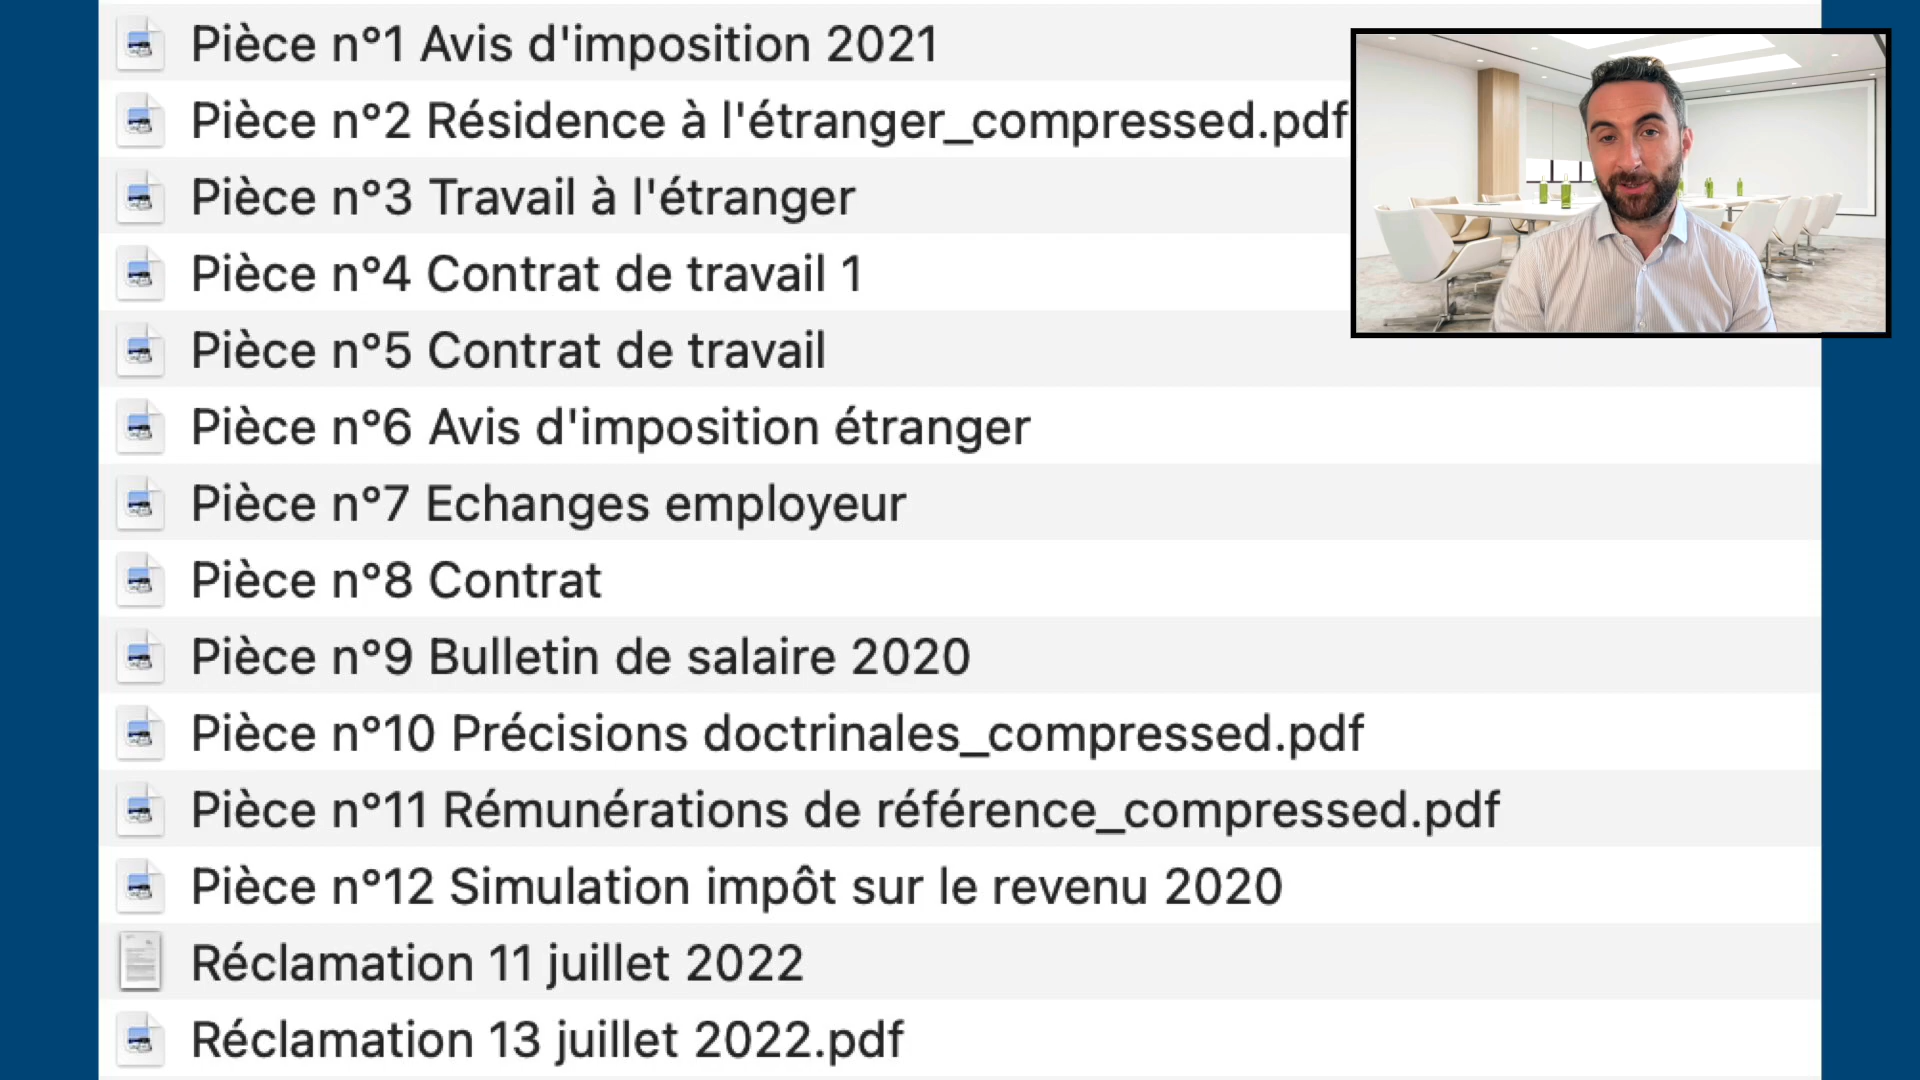 Pièce n°1 Avis d'imposition 2021
Pièce n°2 Résidence à l'étranger_compressed.pdf
Pièce n°3 Travail à l'étranger
Pièce n°4 Contrat de travail 1
Pièce n°5 Contrat de travail
Pièce n°6 Avis d'imposition étranger
Pièce n°7 Echanges employeur
Pièce n°8 Contrat
Pièce n°9 Bulletin de salaire 2020
Pièce n°10 Précisions doctrinales_compressed.pdf
Pièce n°11 Rémunérations de référence_compressed.pdf
Pièce n°12 Simulation impôt sur le revenu 2020
Réclamation 11 juillet 2022
Réclamation 13 juillet 2022.pdf